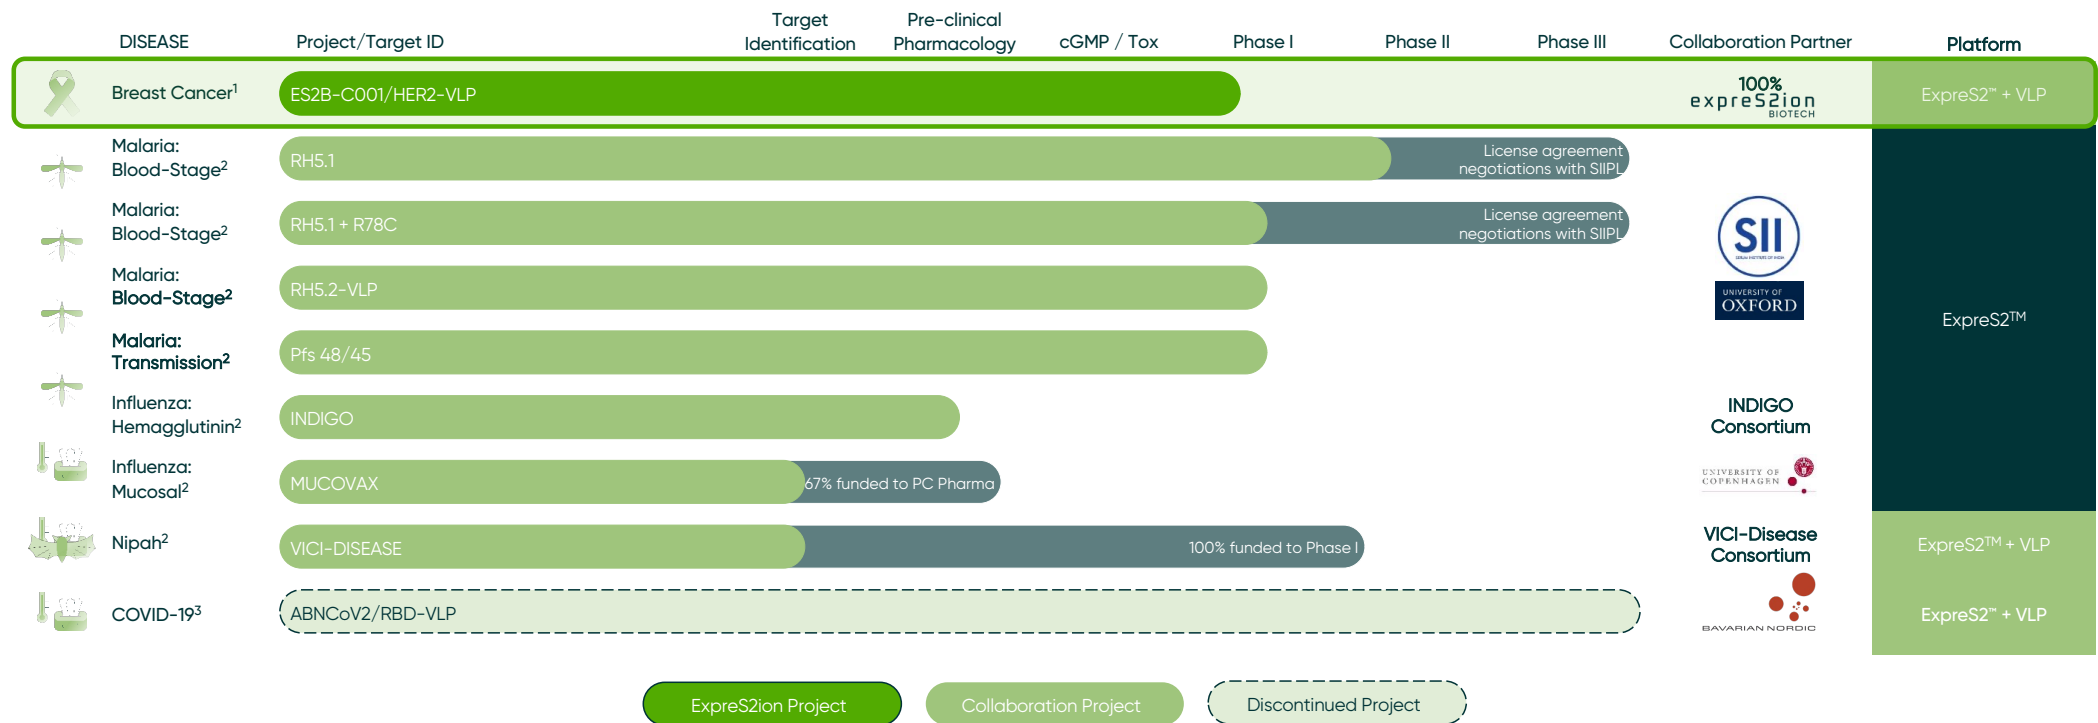 DISEASE
Project/Target ID
Target
Identification
Pre-clinical
Pharmacology
cGMP / Tox
Phase I
Phase II
Phase III
Collaboration Partner
Platform
Breast Cancer¹
ES2B-C001/HER2-VLP
100%
expreS2ion
BIOTECH
ExpreS2™ + VLP
Malaria:
Blood-Stage²
RH5.1
License agreement
negotiations with SIIPL
Malaria:
Blood-Stage²
RH5.1 + R78C
License agreement
negotiations with SIIPL
SII
SERUM INSTITUTE OF INDIA
Malaria:
Blood-Stage²
RH5.2-VLP
UNIVERSITY OF
OXFORD
ExpreS2™
Malaria:
Transmission²
Pfs 48/45
Influenza:
Hemagglutinin²
INDIGO
INDIGO
Consortium
Influenza:
Mucosal²
MUCOVAX
67% funded to PC Pharma
UNIVERSITY OF
COPENHAGEN
Nipah²
VICI-DISEASE
100% funded to Phase I
VICI-Disease
Consortium
ExpreS2™ + VLP
COVID-19³
ABNCoV2/RBD-VLP
BAVARIAN NORDIC
ExpreS2™ + VLP
ExpreS2ion Project
Collaboration Project
Discontinued Project